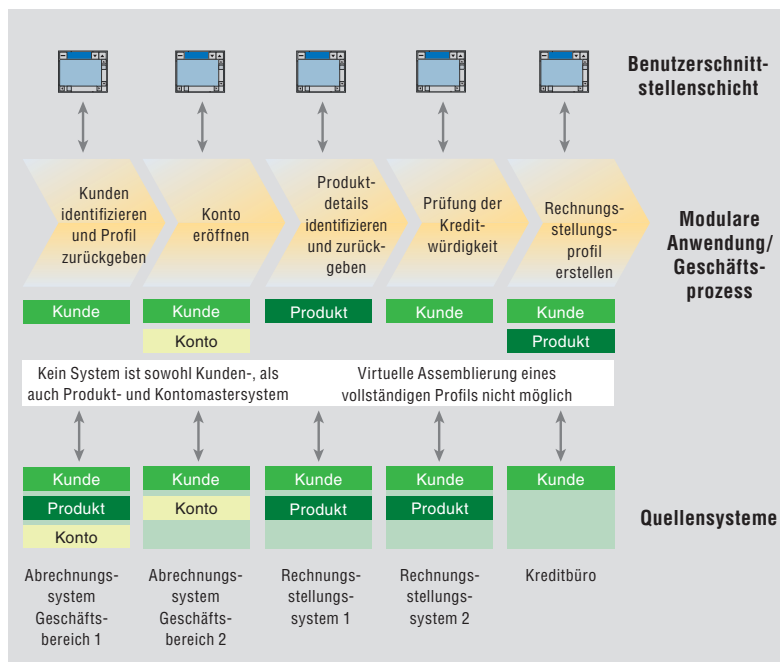 Benutzerschnitt-
stellenschicht
Kunden
identifizieren
und Profil
zurückgeben
Konto
eröffnen
Produkt-
details
identifizieren
und zurück-
geben
Prüfung der
Kredit-
würdigkeit
Rechnungs-
stellungs-
profil
erstellen
Modulare
Anwendung/
Geschäfts-
prozess
Kunde
Kunde
Konto
Produkt
Kunde
Kunde
Produkt
Kein System ist sowohl Kunden-, als
auch Produkt- und Kontomastersystem
Virtuelle Assemblierung eines
vollständigen Profils nicht möglich
Kunde
Produkt
Konto
Kunde
Konto
Kunde
Produkt
Kunde
Produkt
Kunde
Quellensysteme
Abrechnungs-
system
Geschäfts-
bereich 1
Abrechnungs-
system
Geschäfts-
bereich 2
Rechnungs-
stellungs-
system 1
Rechnungs-
stellungs-
system 2
Kreditbüro